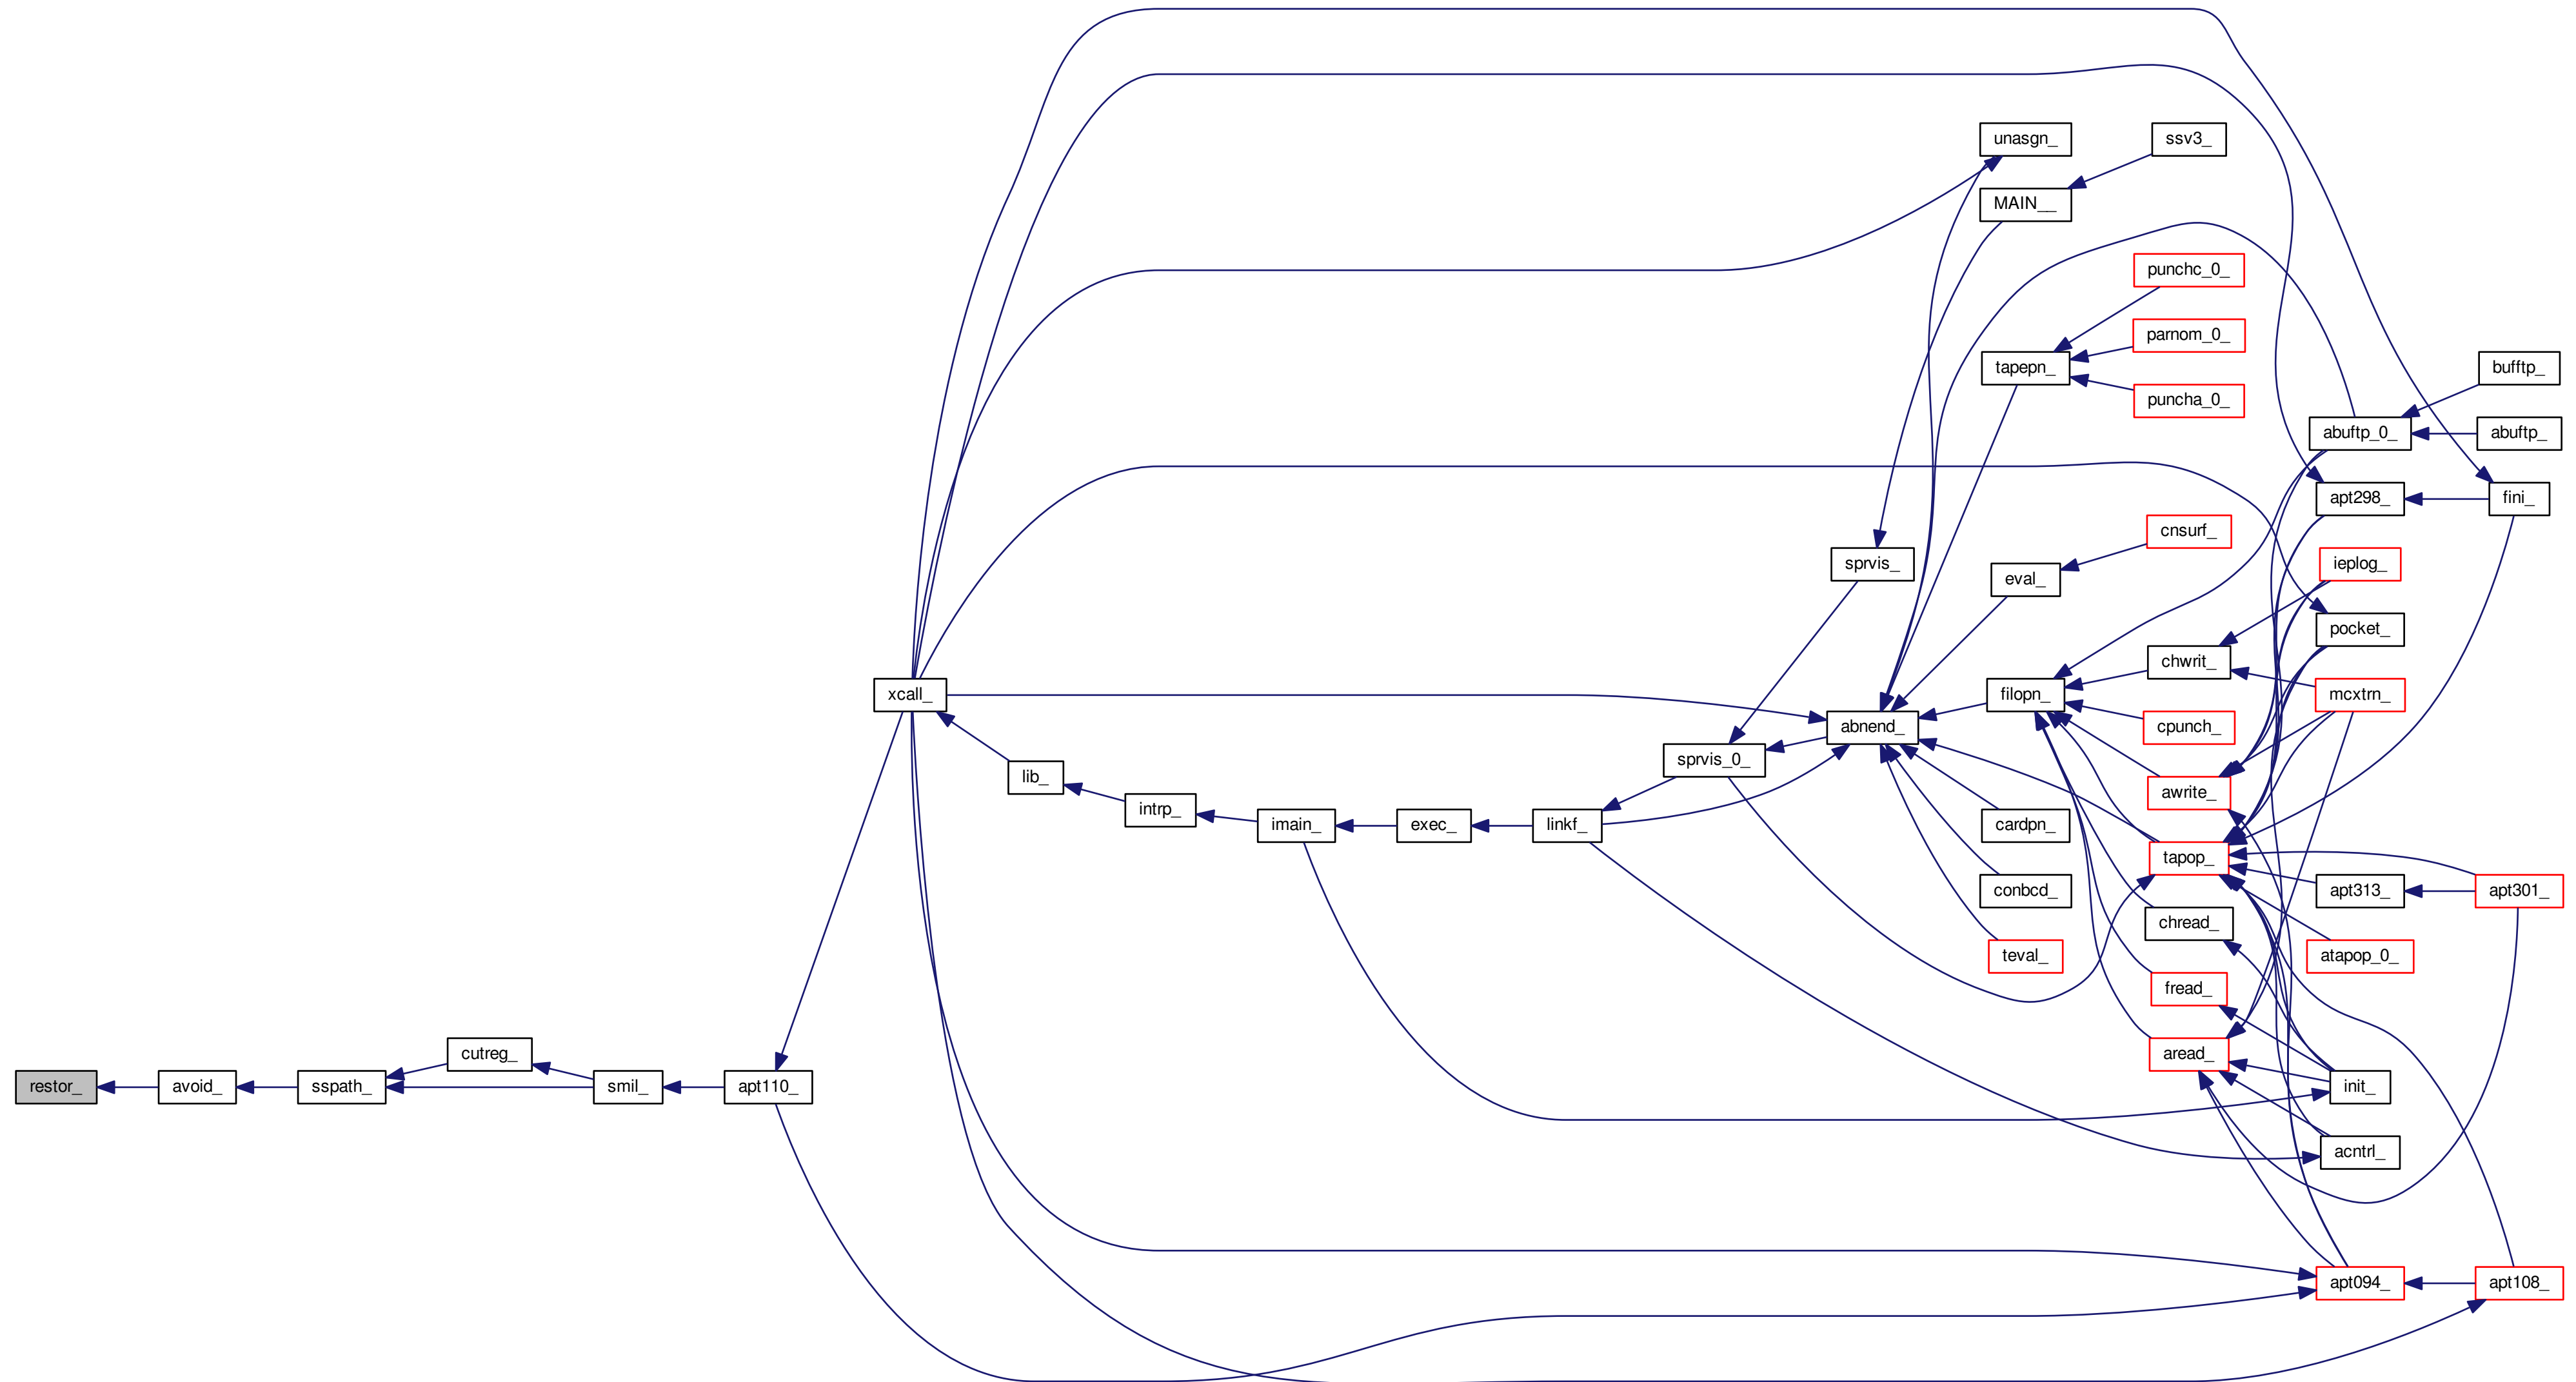 unasgn_
ssv3_
MAIN__
punchc_0_
parnom_0_
tapepn_
bufftp_
puncha_0_
abuftp_0_
abuftp_
apt298_
fini_
cnsurf_
sprvis_
eval_
ieplog_
pocket_
chwrit_
xcall_
filopn_
mcxtrn_
abnend_
cpunch_
sprvis_0_
lib_
awrite_
intrp_
imain_
exec_
linkf_
cardpn_
tapop_
conbcd_
apt313_
apt301_
chread_
teval_
atapop_0_
fread_
cutreg_
aread_
restor_
avoid_
sspath_
smil_
apt110_
init_
acntrl_
apt094_
apt108_